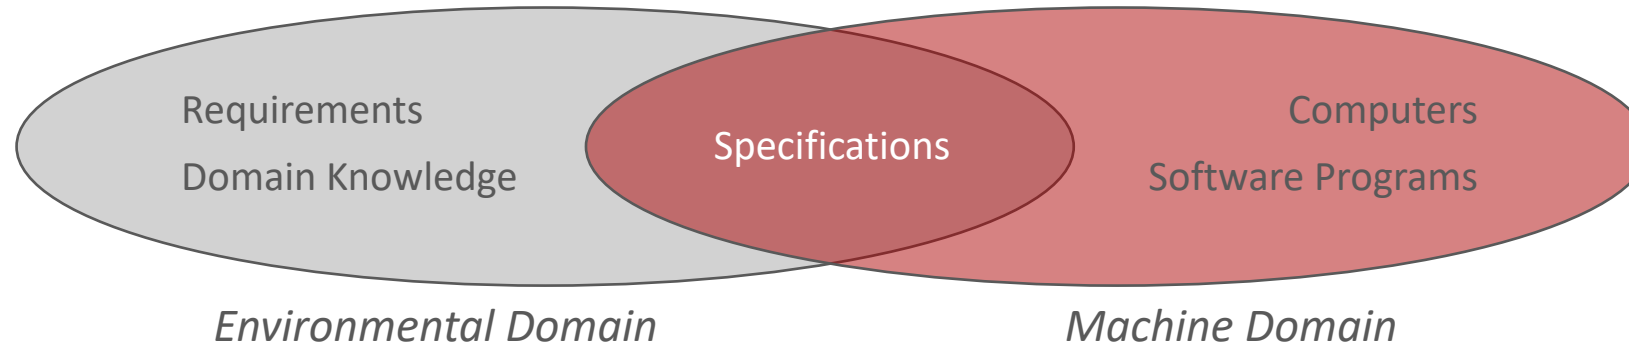 Requirements
Domain Knowledge
Specifications
Computers
Software Programs
Environmental Domain
Machine Domain